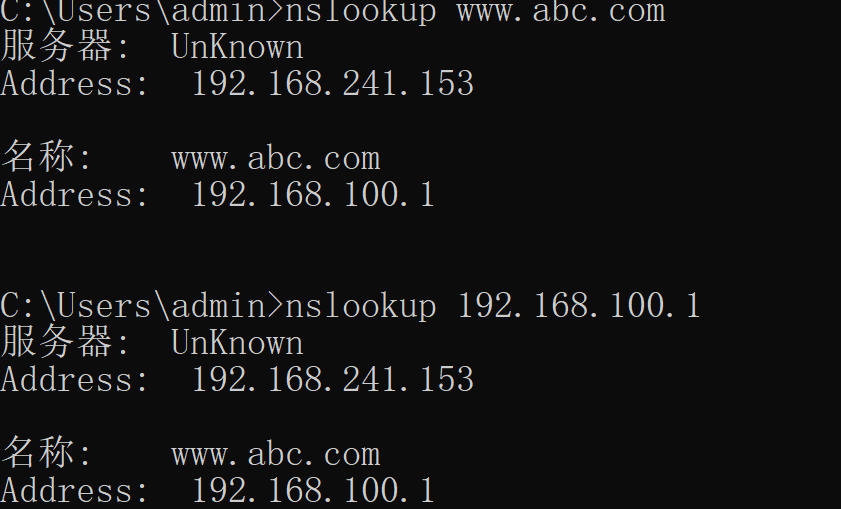 C:\Users\admin>nslookup www.abc.com
服务器:  UnKnown
Address:  192.168.241.153
名称:    www.abc.com
Address:  192.168.100.1
C:\Users\admin>nslookup 192.168.100.1
服务器:  UnKnown
Address:  192.168.241.153
名称:    www.abc.com
Address:  192.168.100.1